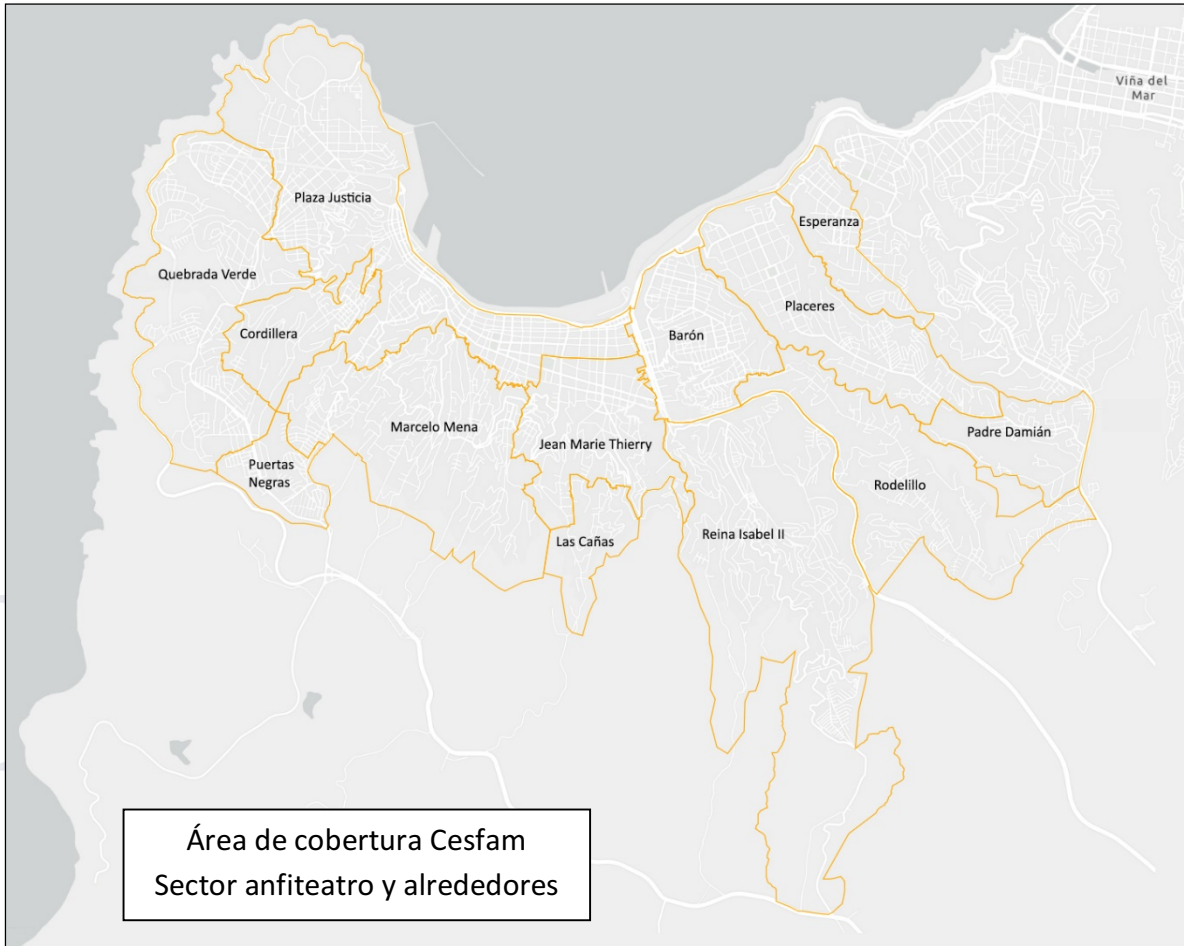 Viña del
Mar
Plaza Justicia
Esperanza
Quebrada Verde
Placeres
Cordillera
Barón
Marcelo Mena
Jean Marie Thierry
Padre Damián
Puertas
Negras
Rodelillo
Las Cañas
Reina Isabel II
Área de cobertura Cesfam
Sector anfiteatro y alrededores